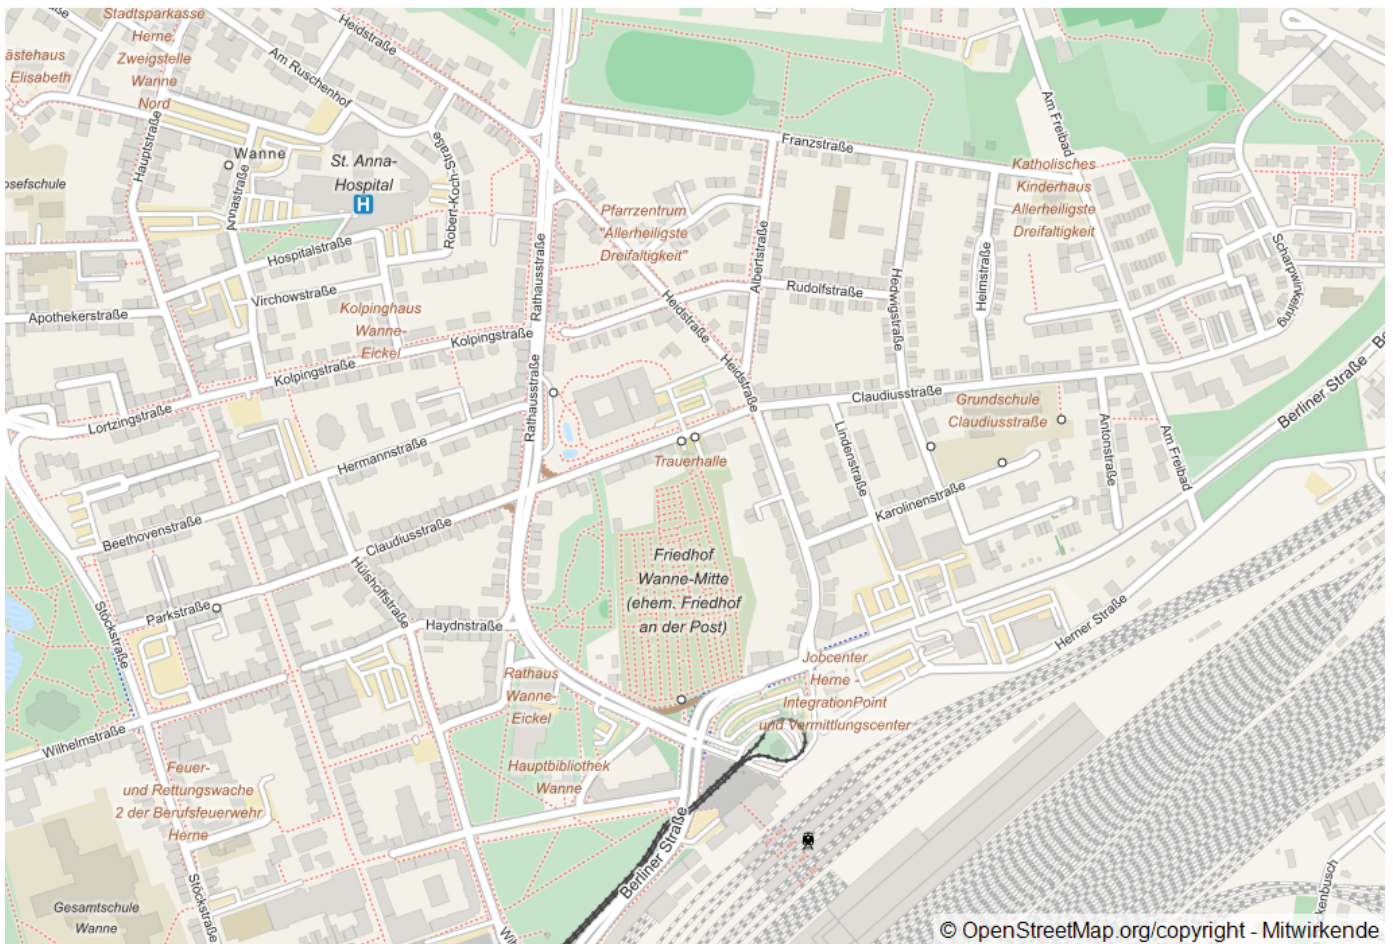 Stadtsparkasse
Herne,
Zweigstelle
Wanne
Nord
Heidstraße
Am Ruschenhof
ästehaus
Elisabeth
Hauptstraße
Wanne
St. Anna-
Hospital
H
Robert-Koch-Straße
Annastraße
osefschule
Hospitalstraße
Virchowstraße
Apothekerstraße
Kolpinghaus
Wanne-
Eickel
Kolpingstraße
Kolpingstraße
Lortzingstraße
Rathausstraße
Rathausstraße
Rathausstraße
Franzstraße
Am Freibad
Katholisches
Kinderhaus
Allerheiligste
Dreifaltigkeit
Pfarrzentrum
"Allerheiligste
Dreifaltigkeit"
Albertstraße
Rudolfstraße
Hedwigstraße
Heimstraße
Scharpwinkelring
Heidstraße
Heidstraße
Claudiusstraße
Grundschule
Claudiusstraße
Lindenstraße
Antonstraße
Am Freibad
Berliner Straße - Be
Karolinenstraße
Trauerhalle
Hermannstraße
Beethovenstraße
Claudiusstraße
Hülshoffstraße
Parkstraße
Stöckstraße
Haydnstraße
Friedhof
Wanne-Mitte
(ehem. Friedhof
an der Post)
Herner Straße
Jobcenter
Herne
IntegrationPoint
und Vermittlungscenter
Rathaus
Wanne-
Eickel
Wilhelmstraße
Hauptbibliothek
Wanne
Feuer-
und Rettungswache
2 der Berufsfeuerwehr
Herne
Stöckstraße
Gesamtschule
Wanne
Berliner Straße
Wil
ckenbusch
© OpenStreetMap.org/copyright - Mitwirkende